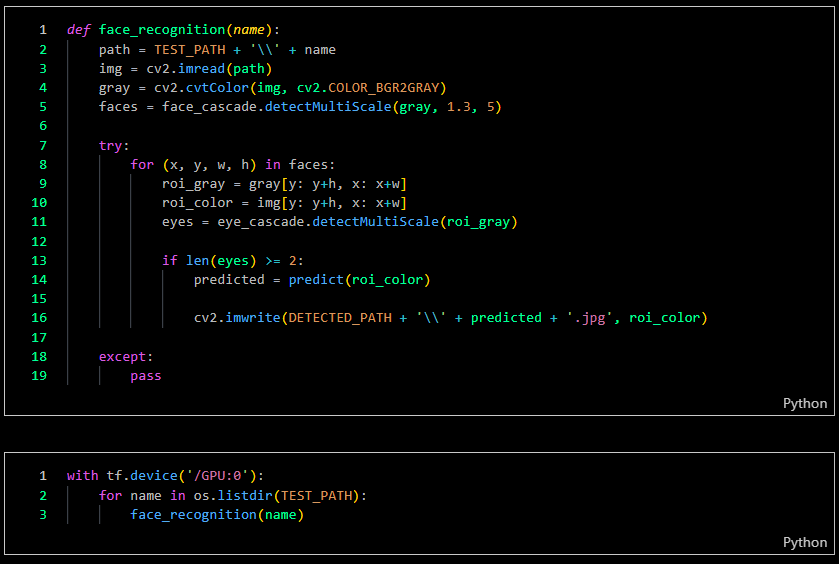 1 def face_recognition(name):
2     path = TEST_PATH + '\\' + name
3     img = cv2.imread(path)
4     gray = cv2.cvtColor(img, cv2.COLOR_BGR2GRAY)
5     faces = face_cascade.detectMultiScale(gray, 1.3, 5)
6
7     try:
8         for (x, y, w, h) in faces:
9             roi_gray = gray[y: y+h, x: x+w]
10             roi_color = img[y: y+h, x: x+w]
11             eyes = eye_cascade.detectMultiScale(roi_gray)
12
13             if len(eyes) >= 2:
14                 predicted = predict(roi_color)
15
16                 cv2.imwrite(DETECTED_PATH + '\\' + predicted + '.jpg', roi_color)
17
18     except:
19         pass
Python
1 with tf.device('/GPU:0'):
2     for name in os.listdir(TEST_PATH):
3         face_recognition(name)
Python